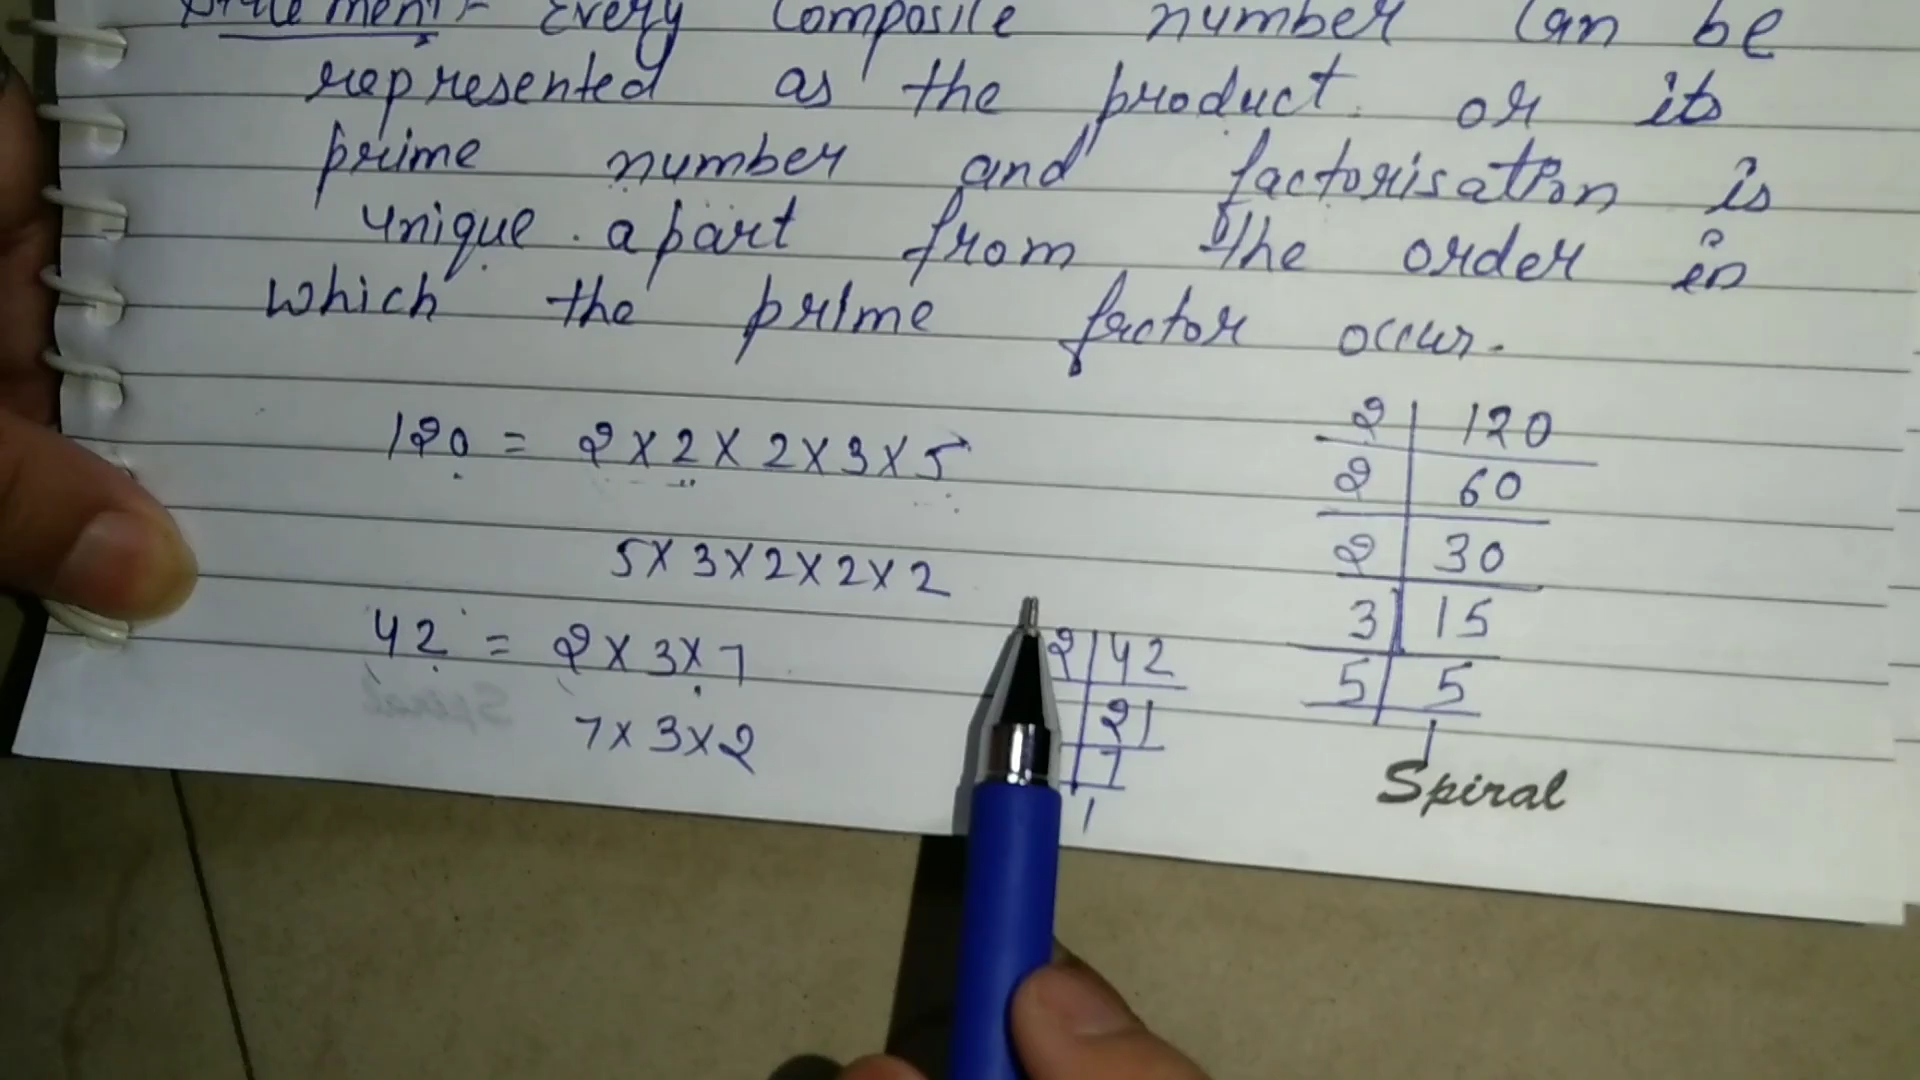 Statement:- Every Composite number Can be
represented as the product or its
prime number and factorisation is
unique. apart from the order in
which the prime factor occur.
120 = 2 X 2 X 2 X 3 X 5
5 X 3 X 2 X 2 X 2
42 = 2 X 3 X 7
7 X 3 X 2
2 | 42
21
7
1
2 | 120
2 | 60
2 | 30
3 | 15
5 | 5
1
Spiral